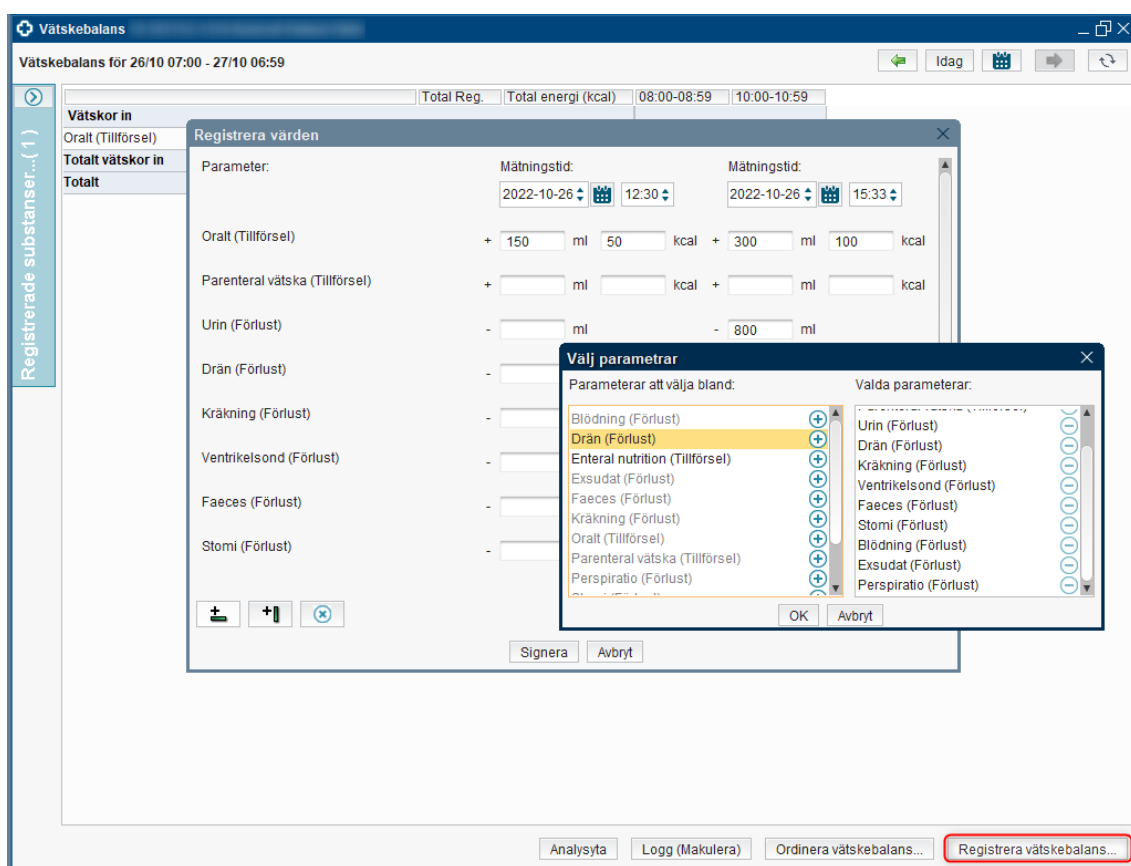 Vätskebalans
Vätskebalans för 26/10 07:00 - 27/10 06:59
Idag
Total Reg. Total energi (kcal) 08:00-08:59 10:00-10:59
Registrerade substanser...( 1 )
Vätskor in
Oralt (Tillförsel)
Totalt vätskor in
Totalt
Registrera värden
Parameter: Mätningstid: Mätningstid:
2022-10-26 12:30 2022-10-26 15:33
Oralt (Tillförsel) + 150 ml 50 kcal + 300 ml 100 kcal
Parenteral vätska (Tillförsel) + ml kcal + ml kcal
Urin (Förlust) - ml - 800 ml
Drän (Förlust) -
Kräkning (Förlust) -
Ventrikelsond (Förlust) -
Faeces (Förlust) -
Stomi (Förlust) -
Signera Avbryt
Välj parametrar
Parameterar att välja bland:
Blödning (Förlust)
Drän (Förlust)
Enteral nutrition (Tillförsel)
Exsudat (Förlust)
Faeces (Förlust)
Kräkning (Förlust)
Oralt (Tillförsel)
Parenteral vätska (Tillförsel)
Perspiratio (Förlust)
Valda parameterar:
Urin (Förlust)
Drän (Förlust)
Kräkning (Förlust)
Ventrikelsond (Förlust)
Faeces (Förlust)
Stomi (Förlust)
Blödning (Förlust)
Exsudat (Förlust)
Perspiratio (Förlust)
OK Avbryt
Analysyta Logg (Makulera) Ordinera vätskebalans... Registrera vätskebalans...